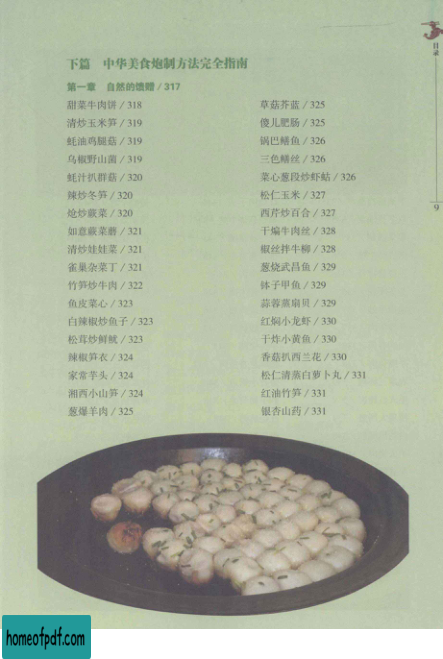 目录
9
下篇 中华美食炮制方法完全指南
第一章 自然的馈赠/317
甜菜牛肉饼/318
清炒玉米笋/319
蚝油鸡腿菇/319
乌椒野山菌/319
蚝汁扒群菇/320
辣炒冬笋/320
炝炒蕨菜/320
如意蕨菜蘑/321
清炒娃娃菜/321
雀巢杂菜丁/321
竹笋炒牛肉/322
鱼皮菜心/323
白辣椒炒鱼子/323
松茸炒鲜鱿/323
白椒笋衣/324
家常芋头/324
湘西小山笋/324
葱爆羊肉/325
草菇芥蓝/325
傻儿肥肠/325
锅巴鳝鱼/326
三色鳝丝/326
菜心葱段炒虾蛄/326
松仁玉米/327
西芹炒百合/327
干煸牛肉丝/328
椒丝拌牛柳/328
葱烧武昌鱼/329
钵子甲鱼/329
蒜蓉蒸扇贝/329
红焖小龙虾/330
干炸小黄鱼/330
香菇扒西兰花/330
松仁清蒸白萝卜丸/331
红油竹笋/331
银杏山药/331
homeofpdf.com